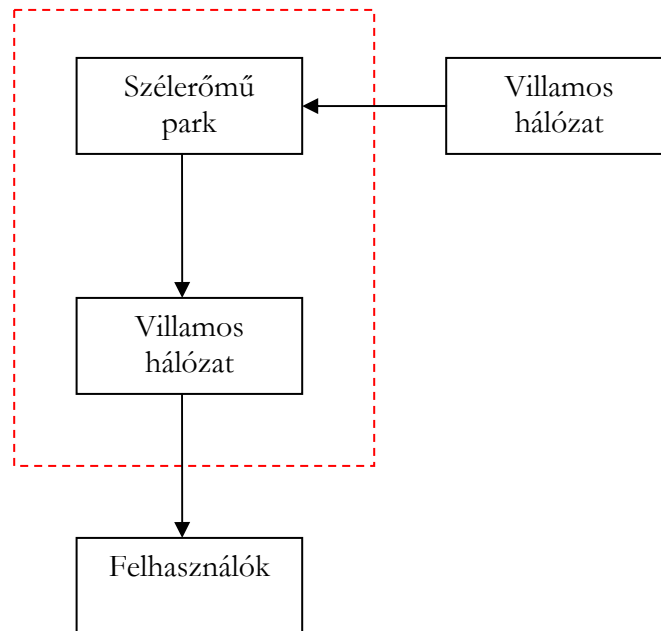 Szélerőmű
park
Villamos
hálózat
Villamos
hálózat
Felhasználók